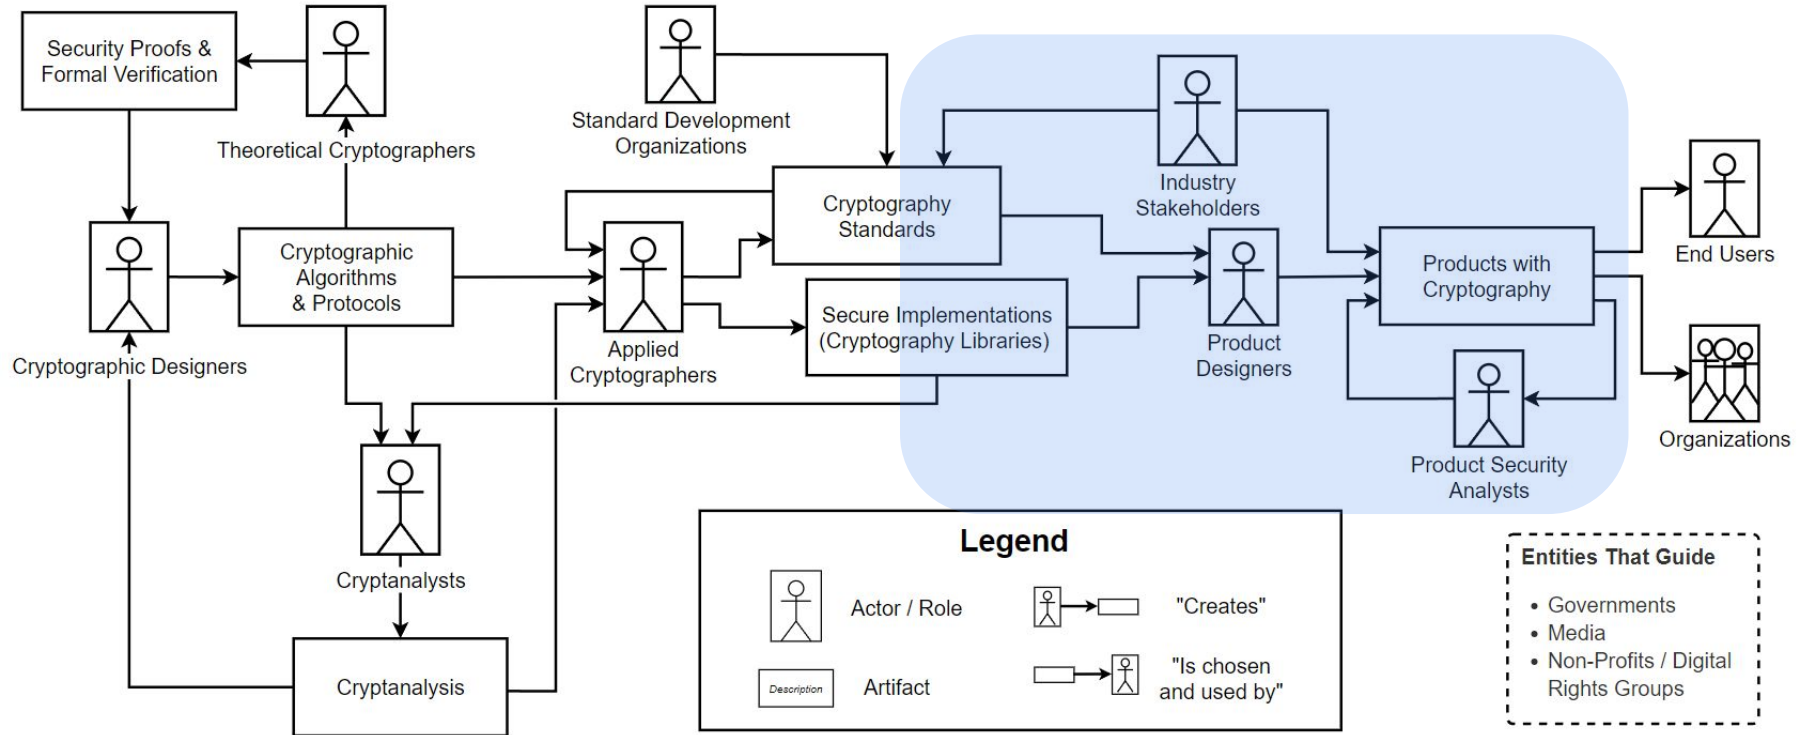 Security Proofs &
Formal Verification
Theoretical Cryptographers
Standard Development
Organizations
Industry
Stakeholders
Cryptography
Standards
End Users
Cryptographic
Algorithms
& Protocols
Products with
Cryptography
Secure Implementations
(Cryptography Libraries)
Cryptographic Designers
Applied
Cryptographers
Product
Designers
Organizations
Product Security
Analysts
Cryptanalysts
Cryptanalysis
Legend
Actor / Role
"Creates"
Description
Artifact
"Is chosen
and used by"
Entities That Guide
• Governments
• Media
• Non-Profits / Digital
Rights Groups